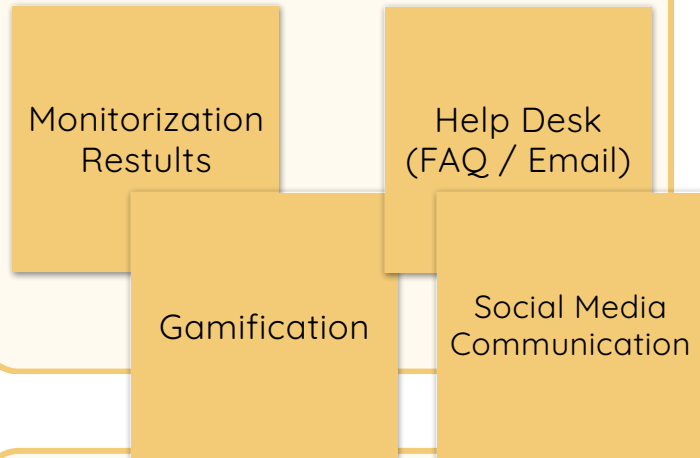 Monitorization
Restults
Help Desk
(FAQ / Email)
Gamification
Social Media
Communication